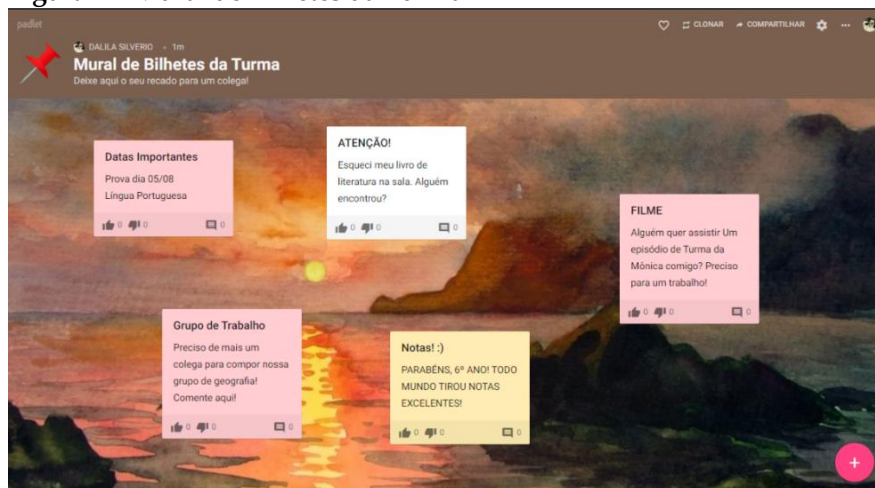 padlet
CLONAR
COMPARTILHAR
DALILA SILVERIO • 1m
Mural de Bilhetes da Turma
Deixe aqui o seu recado para um colega!
Datas Importantes
Prova dia 05/08
Língua Portuguesa
0 0 0
ATENÇÃO!
Esqueci meu livro de
literatura na sala. Alguém
encontrou?
0 0 0
FILME
Alguém quer assistir Um
episódio de Turma da
Mônica comigo? Preciso
para um trabalho!
0 0 0
Grupo de Trabalho
Preciso de mais um
colega para compor nossa
grupo de geografia!
Comente aqui!
0 0 0
Notas! :)
PARABÉNS, 6º ANO! TODO
MUNDO TIROU NOTAS
EXCELENTES!
0 0 0